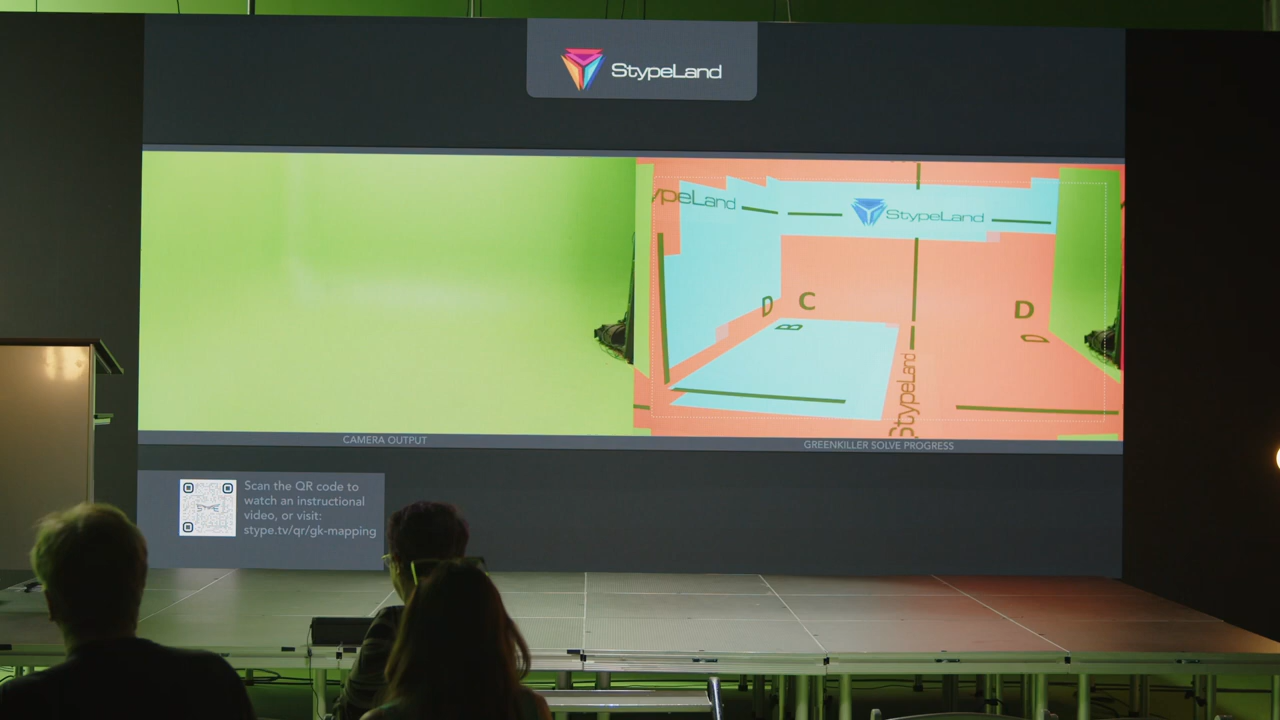 StypeLand
ypeLand
StypeLand
D
C
B
D
StypeLand
CAMERA OUTPUT
GREENKILLER SOLVE PROGRESS
Scan the QR code to
watch an instructional
video, or visit:
stype.tv/qr/gk-mapping